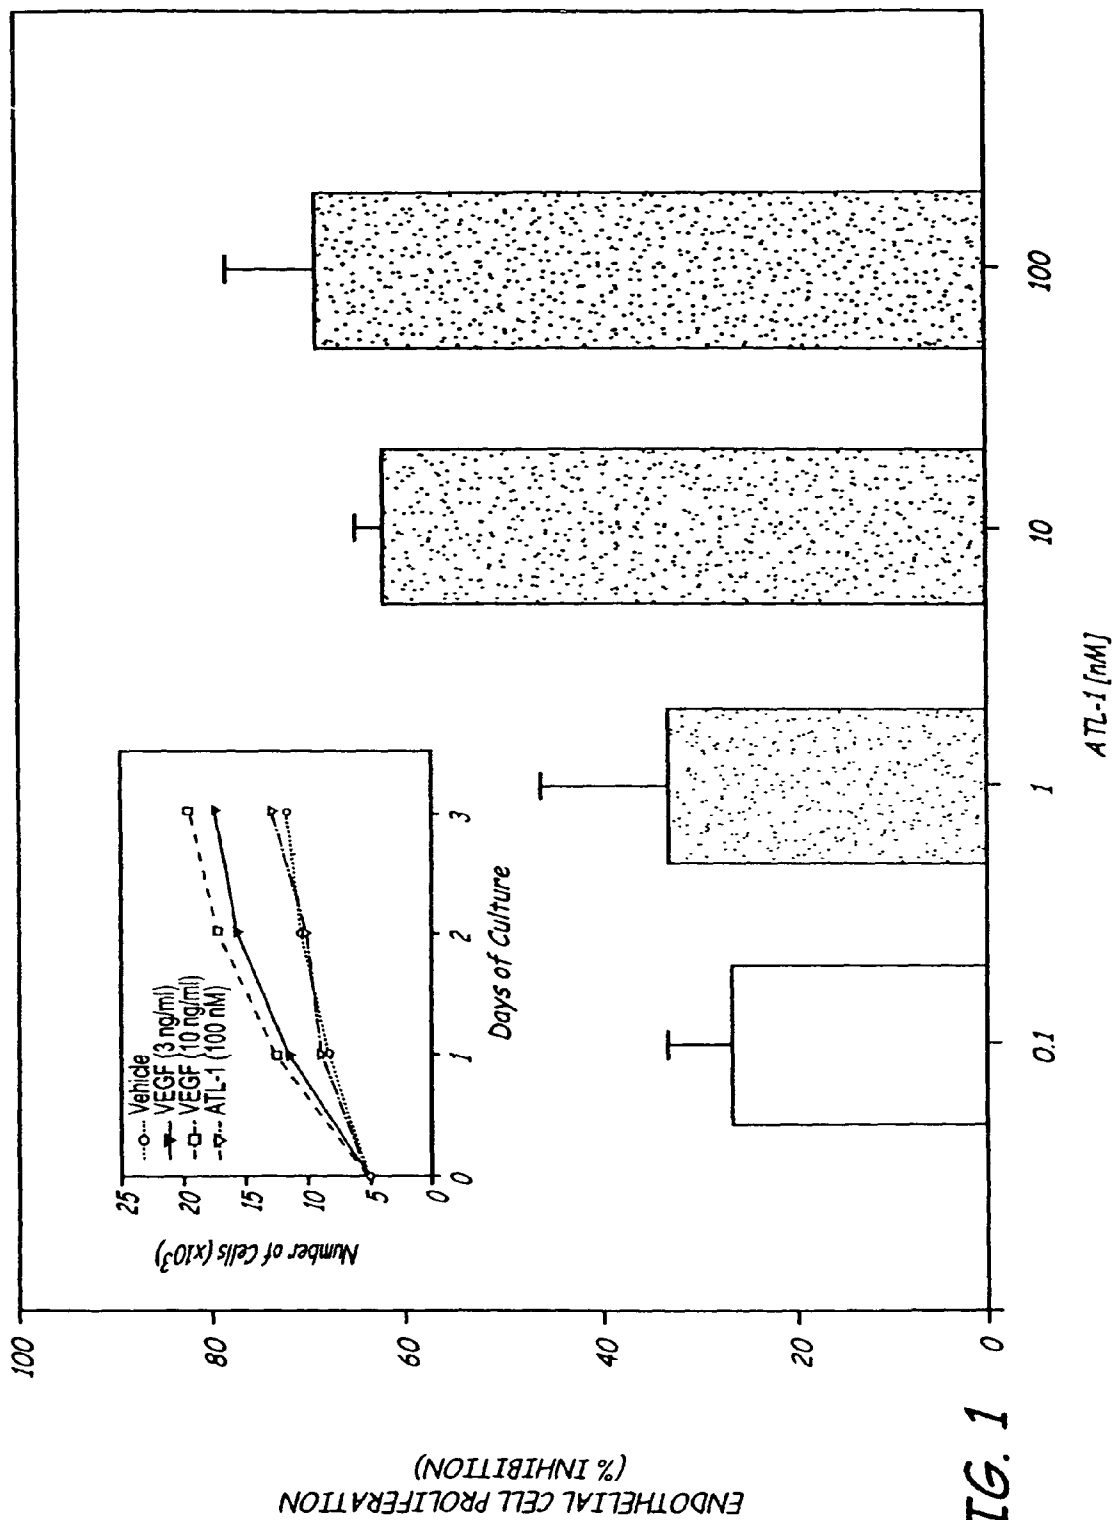 ENDOTHELIAL CELL PROLIFERATION
(% INHIBITION)
100
80
60
40
20
0
0.1
1
10
100
ATL-1 [nM]
Number of Cells (x10³)
25
20
15
10
5
0
0
1
2
3
Days of Culture
Vehicle
VEGF (3 ng/ml)
VEGF (10 ng/ml)
ATL-1 (100 nM)
IG. 1